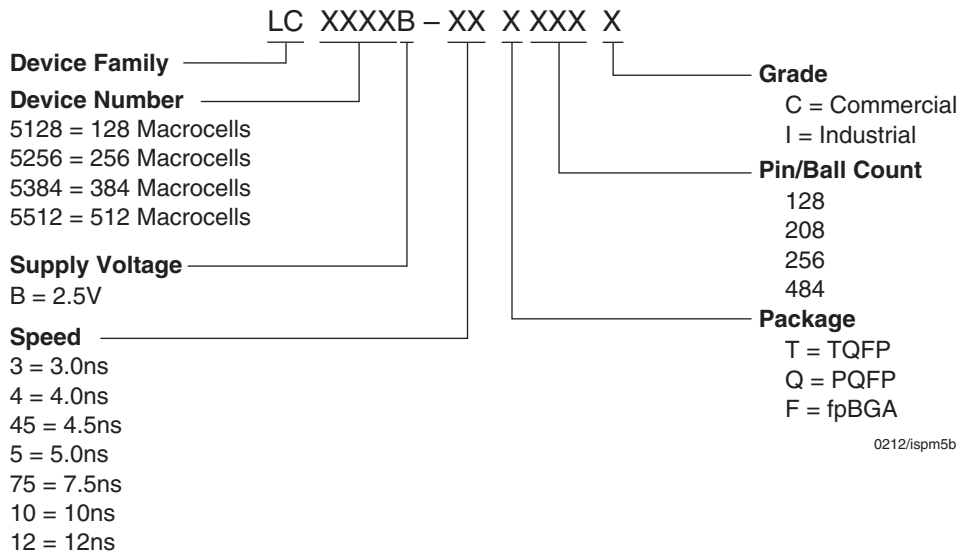 LC XXXXB – XX X XXX X
Device Family
Device Number
5128 = 128 Macrocells
5256 = 256 Macrocells
5384 = 384 Macrocells
5512 = 512 Macrocells
Supply Voltage
B = 2.5V
Speed
3 = 3.0ns
4 = 4.0ns
45 = 4.5ns
5 = 5.0ns
75 = 7.5ns
10 = 10ns
12 = 12ns
Grade
C = Commercial
I = Industrial
Pin/Ball Count
128
208
256
484
Package
T = TQFP
Q = PQFP
F = fpBGA
0212/ispm5b